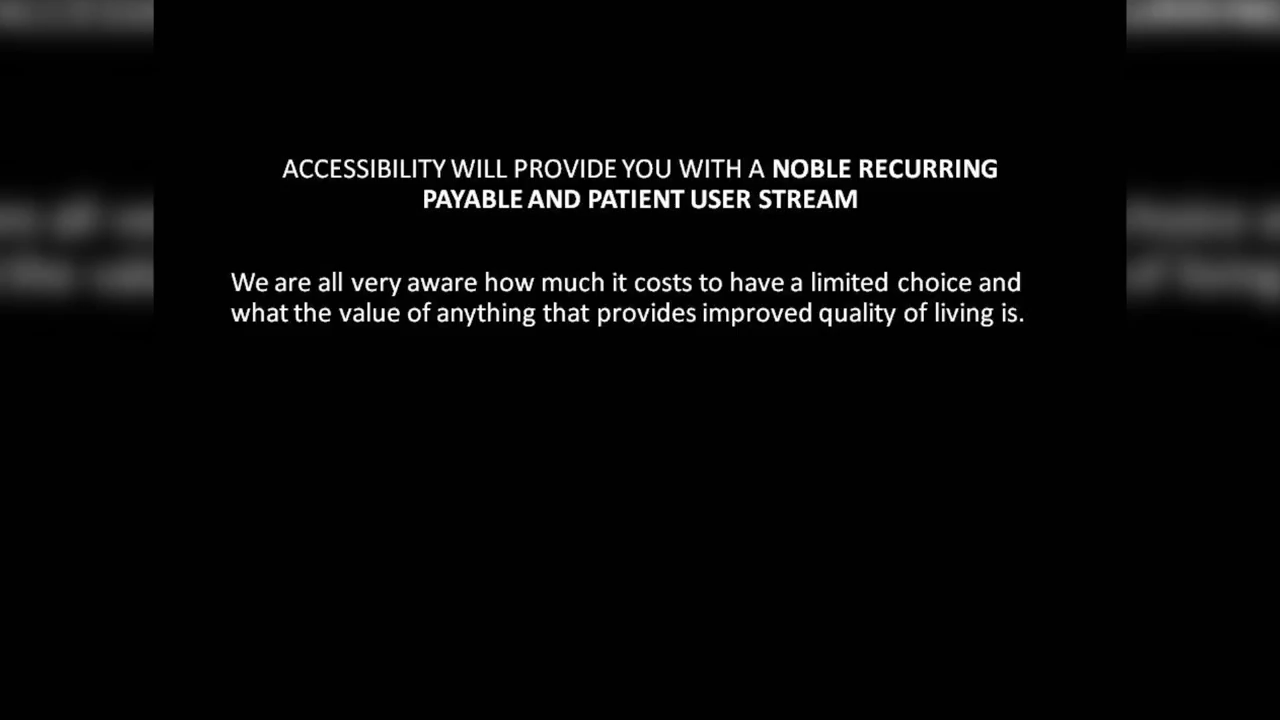 ACCESSIBILITY WILL PROVIDE YOU WITH A NOBLE RECURRING
PAYABLE AND PATIENT USER STREAM
We are all very aware how much it costs to have a limited choice and
what the value of anything that provides improved quality of living is.